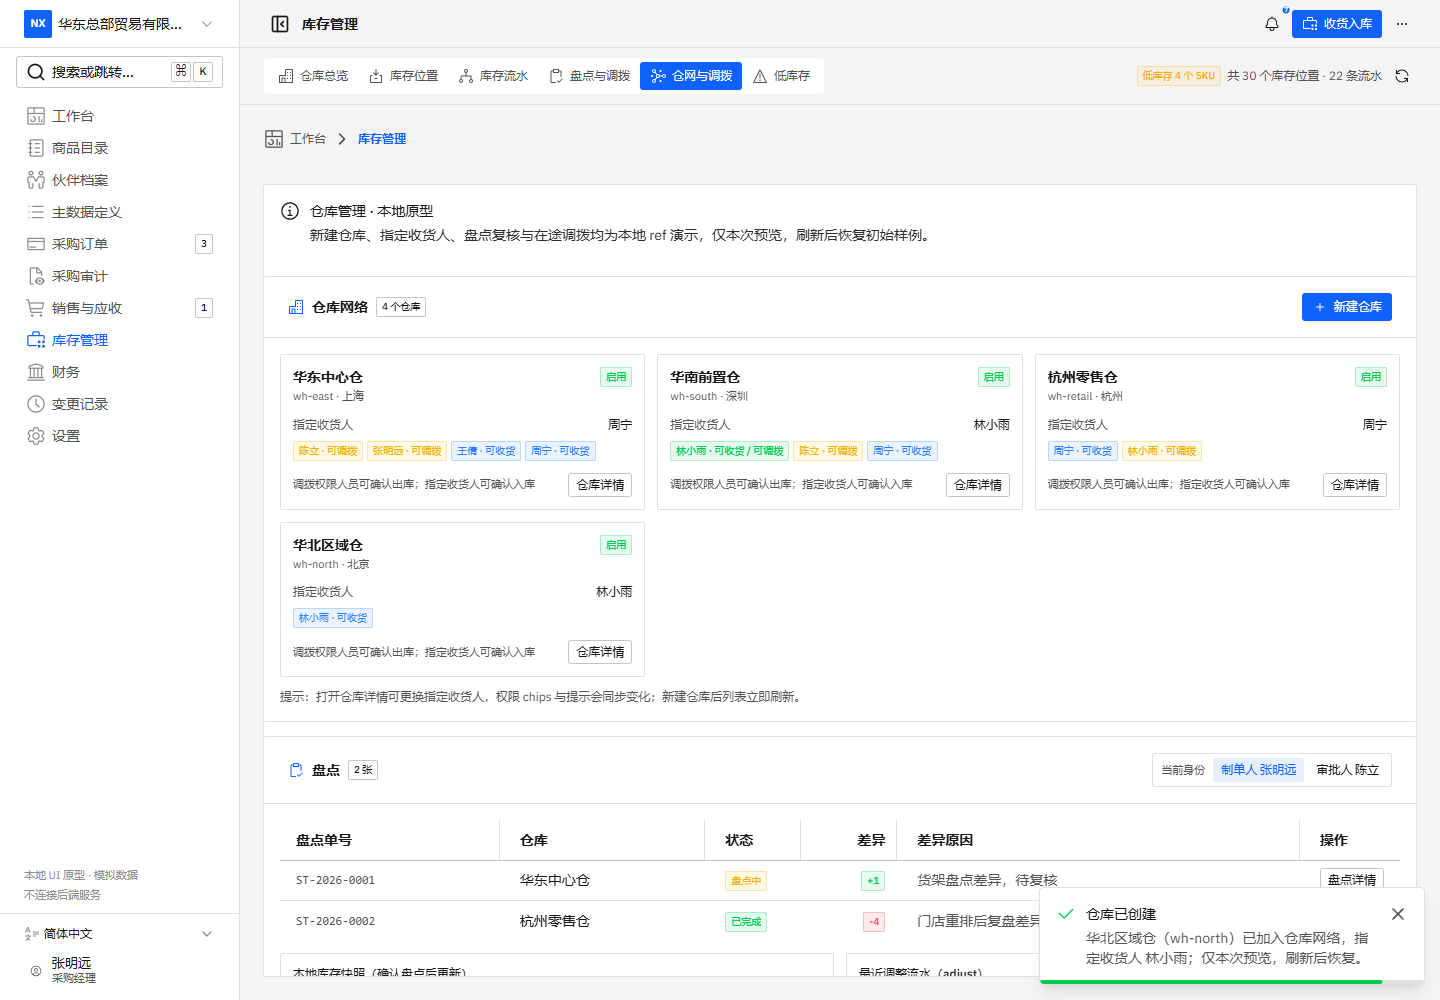 NX 华东总部贸易有限...
搜索或跳转... ⌘ K
工作台
商品目录
伙伴档案
主数据定义
采购订单 3
采购审计
销售与应收 1
库存管理
财务
变更记录
设置
本地 UI 原型 · 模拟数据
不连接后端服务
简体中文
张明远
采购经理
库存管理
7
收货入库
仓库总览 库存位置 库存流水 盘点与调拨 仓网与调拨 低库存
低库存 4 个 SKU 共 30 个库存位置 · 22 条流水
工作台 库存管理
仓库管理 · 本地原型
新建仓库、指定收货人、盘点复核与在途调拨均为本地 ref 演示，仅本次预览，刷新后恢复初始样例。
仓库网络 4 个仓库
+ 新建仓库
华东中心仓 启用
wh-east · 上海
指定收货人 周宁
陈立 · 可调拨 张明远 · 可调拨 王倩 · 可收货 周宁 · 可收货
调拨权限人员可确认出库；指定收货人可确认入库 仓库详情
华南前置仓 启用
wh-south · 深圳
指定收货人 林小雨
林小雨 · 可收货 / 可调拨 陈立 · 可调拨 周宁 · 可收货
调拨权限人员可确认出库；指定收货人可确认入库 仓库详情
杭州零售仓 启用
wh-retail · 杭州
指定收货人 周宁
周宁 · 可收货 林小雨 · 可调拨
调拨权限人员可确认出库；指定收货人可确认入库 仓库详情
华北区域仓 启用
wh-north · 北京
指定收货人 林小雨
林小雨 · 可收货
调拨权限人员可确认出库；指定收货人可确认入库 仓库详情
提示：打开仓库详情可更换指定收货人，权限 chips 与提示会同步变化；新建仓库后列表立即刷新。
盘点 2 张
当前身份 制单人 张明远 审批人 陈立
盘点单号 仓库 状态 差异 差异原因 操作
ST-2026-0001 华东中心仓 盘点中 +1 货架盘点差异，待复核 盘点详情
ST-2026-0002 杭州零售仓 已完成 -4 门店重排后复盘差异
本地库存快照（确认盘点后更新）
最近调整流水（adjust）
仓库已创建
华北区域仓（wh-north）已加入仓库网络，指
定收货人 林小雨；仅本次预览，刷新后恢复。